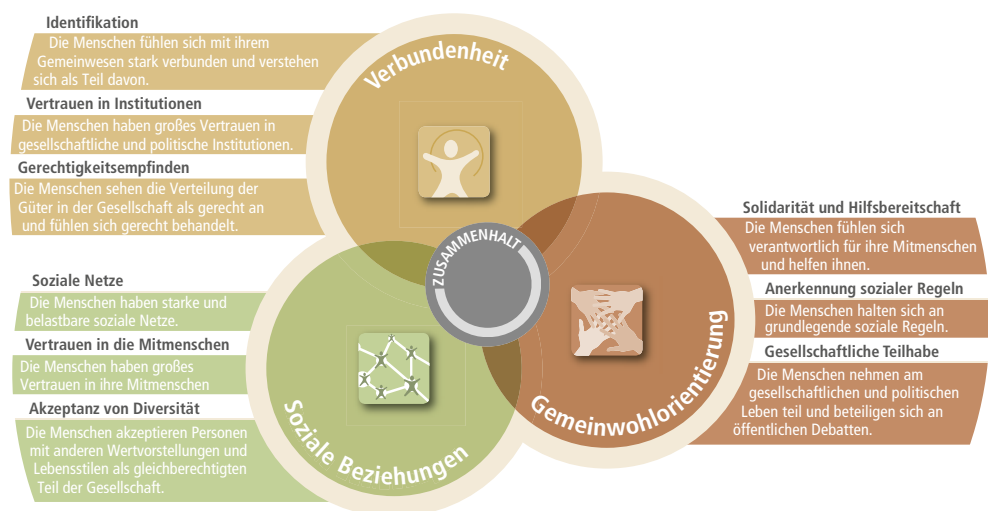 Identifikation
Die Menschen fühlen sich mit ihrem
Gemeinwesen stark verbunden und verstehen
sich als Teil davon.
Vertrauen in Institutionen
Die Menschen haben großes Vertrauen in
gesellschaftliche und politische Institutionen.
Gerechtigkeitsempfinden
Die Menschen sehen die Verteilung der
Güter in der Gesellschaft als gerecht an
und fühlen sich gerecht behandelt.
Verbundenheit
ZUSAMMENHALT
Soziale Netze
Die Menschen haben starke und
belastbare soziale Netze.
Vertrauen in die Mitmenschen
Die Menschen haben großes
Vertrauen in ihre Mitmenschen
Akzeptanz von Diversität
Die Menschen akzeptieren Personen
mit anderen Wertvorstellungen und
Lebensstilen als gleichberechtigten
Teil der Gesellschaft.
Soziale Beziehungen
Gemeinwohlorientierung
Solidarität und Hilfsbereitschaft
Die Menschen fühlen sich
verantwortlich für ihre Mitmenschen
und helfen ihnen.
Anerkennung sozialer Regeln
Die Menschen halten sich an
grundlegende soziale Regeln.
Gesellschaftliche Teilhabe
Die Menschen nehmen am
gesellschaftlichen und politischen
Leben teil und beteiligen sich an
öffentlichen Debatten.